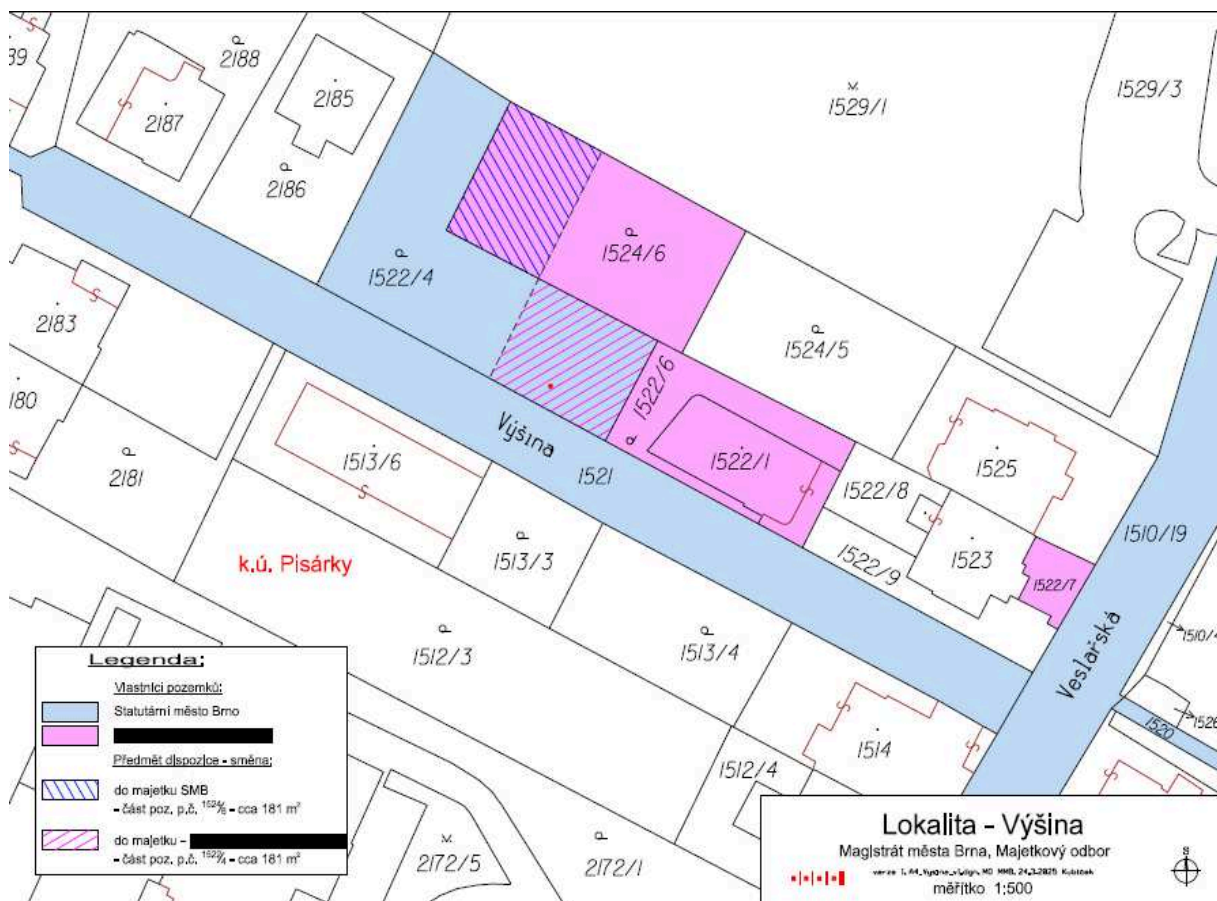 2188
2187
2185
2186
1529/1
1529/3
1524/6
1522/4
1524/5
2183
1522/6
Výšina
1521
1522/1
1522/8
1525
1510/19
2181
1513/6
1513/3
1522/9
1523
1522/7
k.ú. Pisárky
1512/3
1513/4
Veslařská
1514
1512/4
1520
2172/5
2172/1
Legenda:
Vlastníci pozemků:
Statutární město Brno
Předmět dispozice - směna:
do majetku SMB
- část poz. p.č. 1524/6 - cca 181 m²
do majetku -
- část poz. p.č. 1522/4 - cca 181 m²
Lokalita - Výšina
Magistrát města Brna, Majetkový odbor
měřítko 1:500
S